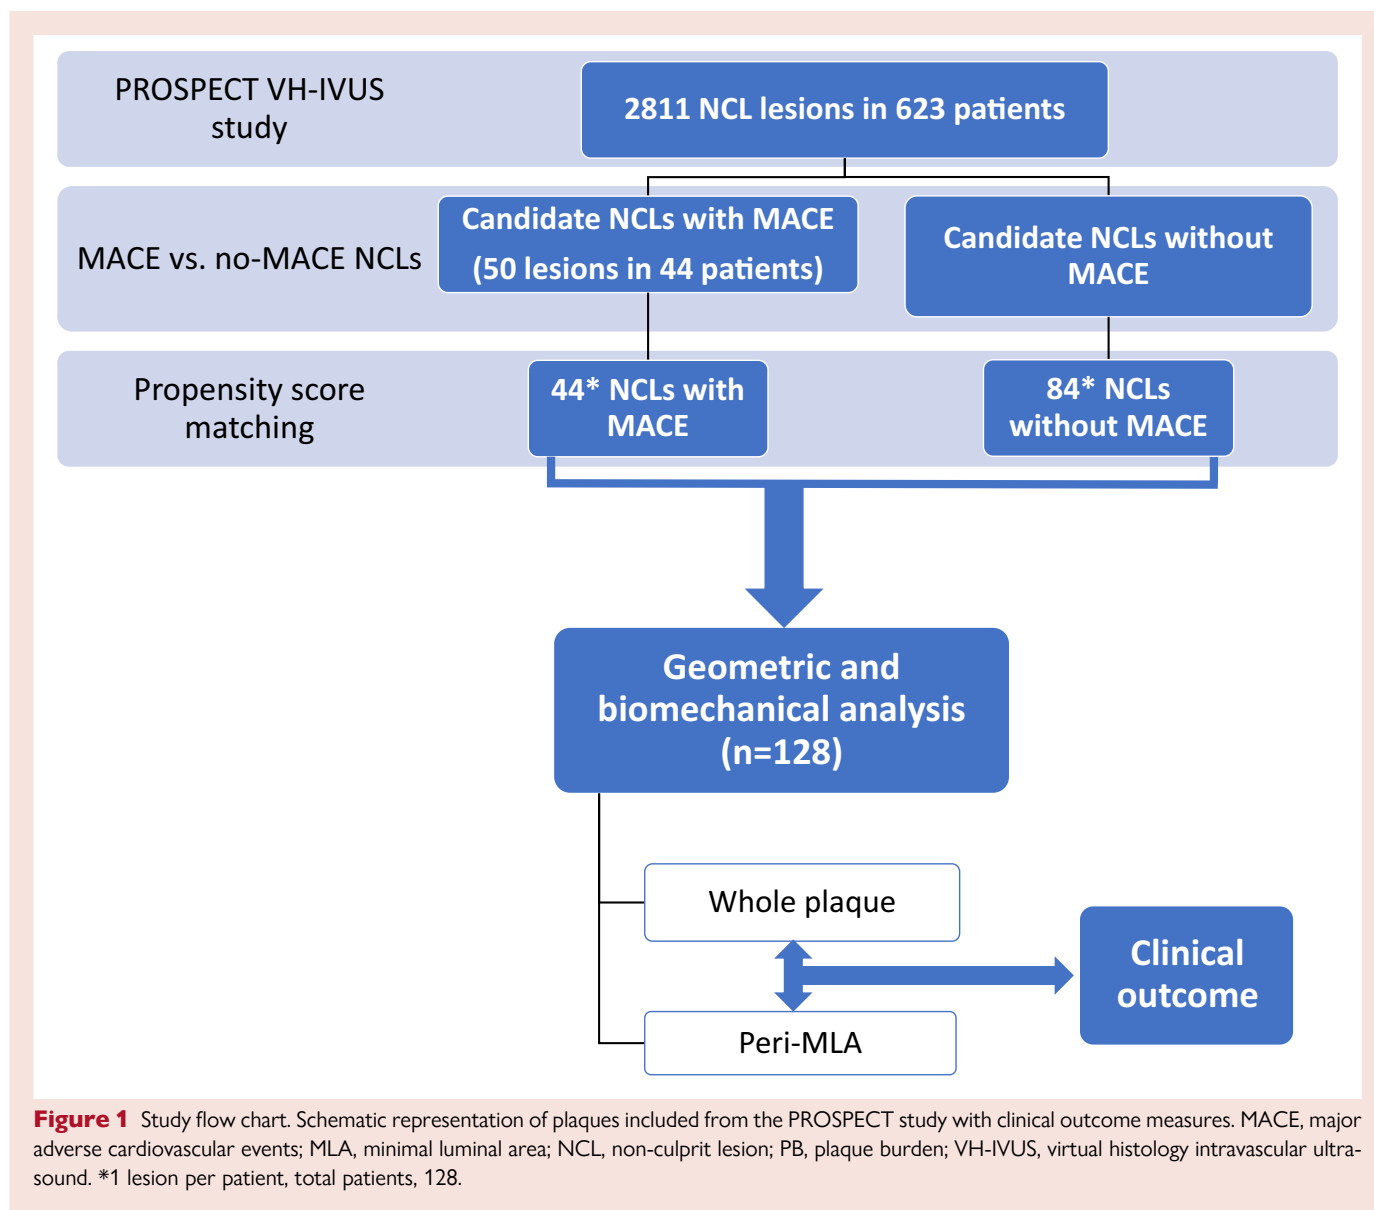 PROSPECT VH-IVUS
study
2811 NCL lesions in 623 patients
MACE vs. no-MACE NCLs
Candidate NCLs with MACE
(50 lesions in 44 patients)
Candidate NCLs without
MACE
Propensity score
matching
44* NCLs with
MACE
84* NCLs
without MACE
Geometric and
biomechanical analysis
(n=128)
Whole plaque
Clinical
outcome
Peri-MLA
Figure 1 Study flow chart. Schematic representation of plaques included from the PROSPECT study with clinical outcome measures. MACE, major
adverse cardiovascular events; MLA, minimal luminal area; NCL, non-culprit lesion; PB, plaque burden; VH-IVUS, virtual histology intravascular ultra-
sound. *1 lesion per patient, total patients, 128.